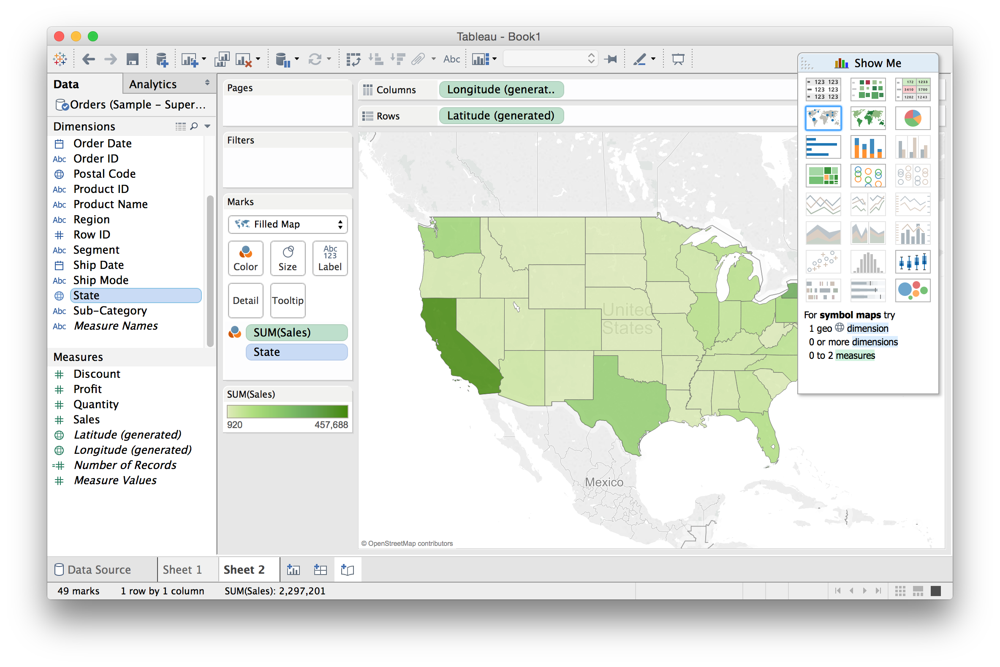 Tableau - Book1
Abc
Show Me
Data
Analytics
Orders (Sample - Super...
Dimensions
Order Date
Abc Order ID
Postal Code
Abc Product ID
Abc Product Name
Abc Region
Row ID
Abc Segment
Ship Date
Abc Ship Mode
State
Abc Sub-Category
Abc Measure Names
Measures
Discount
Profit
Quantity
Sales
Latitude (generated)
Longitude (generated)
Number of Records
Measure Values
Pages
Filters
Marks
Filled Map
Color
Size
Abc
123
Label
Detail
Tooltip
SUM(Sales)
State
SUM(Sales)
920 457,688
Columns
Longitude (generat..
Rows
Latitude (generated)
United
States
Mexico
© OpenStreetMap contributors
123 123
123 123
123 123
172 1233
3410 5700
1202 1243
For symbol maps try
1 geo dimension
0 or more dimensions
0 to 2 measures
Data Source
Sheet 1
Sheet 2
49 marks
1 row by 1 column
SUM(Sales): 2,297,201